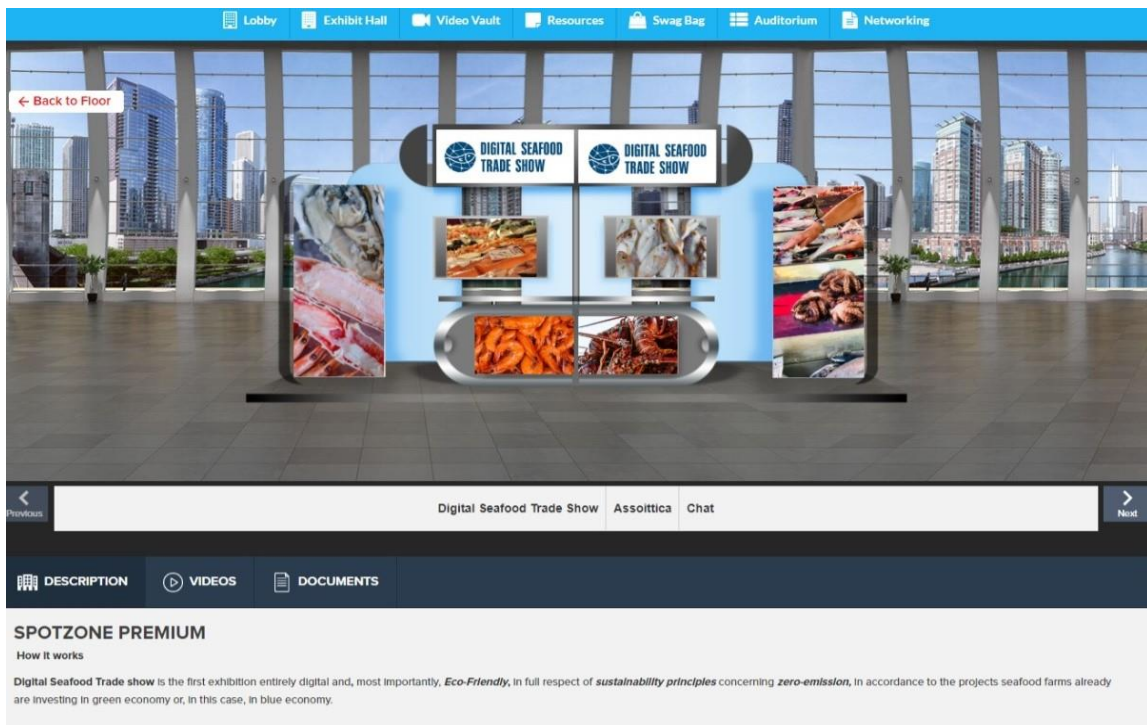 Lobby Exhibit Hall Video Vault Resources Swag Bag Auditorium Networking
← Back to Floor
DIGITAL SEAFOOD
TRADE SHOW
DIGITAL SEAFOOD
TRADE SHOW
Previous
Digital Seafood Trade Show Assoittica Chat
Next
DESCRIPTION VIDEOS DOCUMENTS
SPOTZONE PREMIUM
How it works
Digital Seafood Trade show is the first exhibition entirely digital and, most importantly, Eco-Friendly, in full respect of sustainability principles concerning zero-emission, in accordance to the projects seafood farms already
are investing in green economy or, in this case, in blue economy.